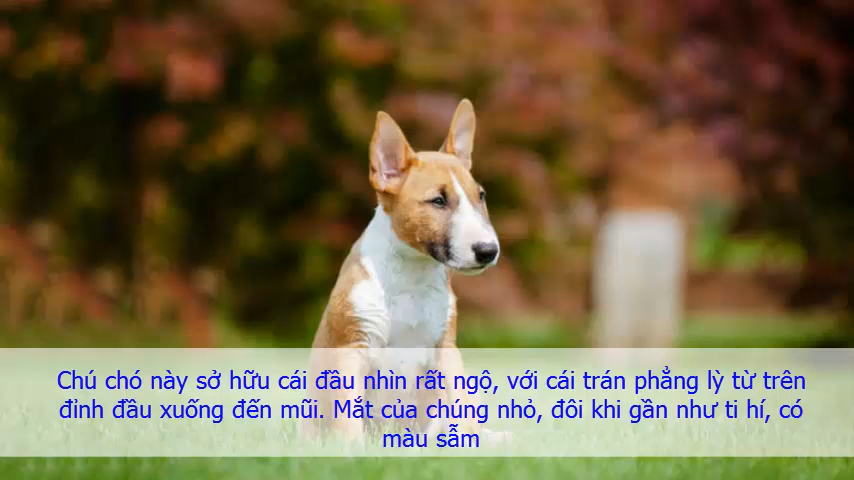 Chú chó này sở hữu cái đầu nhìn rất ngộ, với cái trán phẳng lỳ từ trên
đỉnh đầu xuống đến mũi. Mắt của chúng nhỏ, đôi khi gần như ti hí, có
màu sẫm